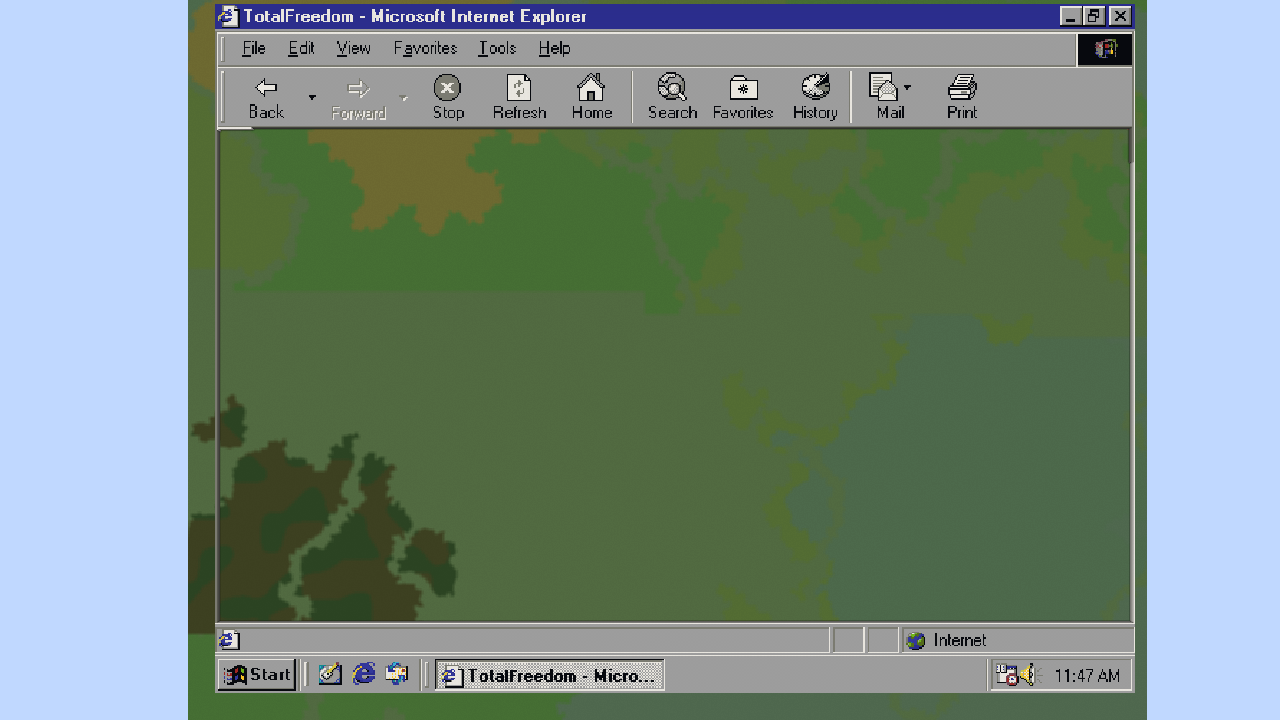 TotalFreedom - Microsoft Internet Explorer
File Edit View Favorites Tools Help
Back Forward Stop Refresh Home Search Favorites History Mail Print
Internet
Start TotalFreedom - Micro... 11:47 AM